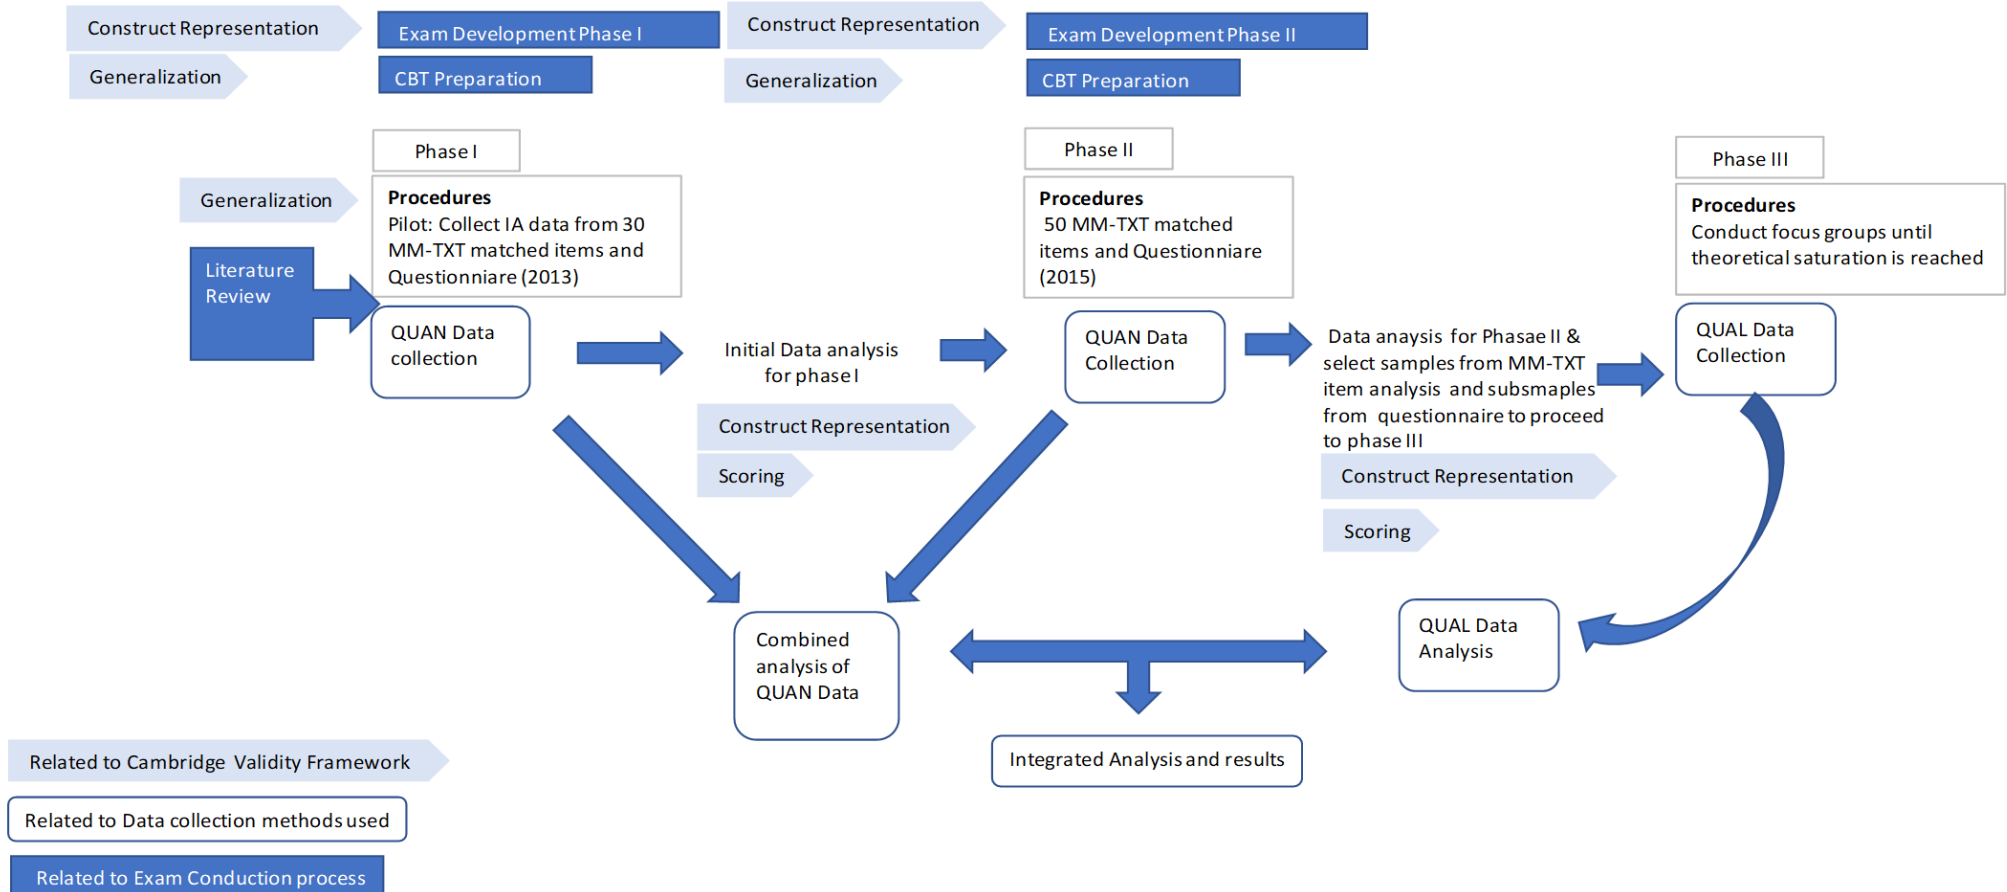 Construct Representation
Exam Development Phase I
Construct Representation
Exam Development Phase II
Generalization
CBT Preparation
Generalization
CBT Preparation
Phase I
Phase II
Phase III
Generalization
Procedures
Pilot: Collect IA data from 30
MM-TXT matched items and
Questionniare (2013)
Procedures
50 MM-TXT matched
items and Questionniare
(2015)
Procedures
Conduct focus groups until
theoretical saturation is reached
Literature
Review
QUAN Data
collection
Initial Data analysis
for phase I
QUAN Data
Collection
Data anaysis for Phasae II &
select samples from MM-TXT
item analysis and subsmaples
from questionnaire to proceed
to phase III
QUAL Data
Collection
Construct Representation
Scoring
Construct Representation
Scoring
Combined
analysis of
QUAN Data
QUAL Data
Analysis
Integrated Analysis and results
Related to Cambridge Validity Framework
Related to Data collection methods used
Related to Exam Conduction process